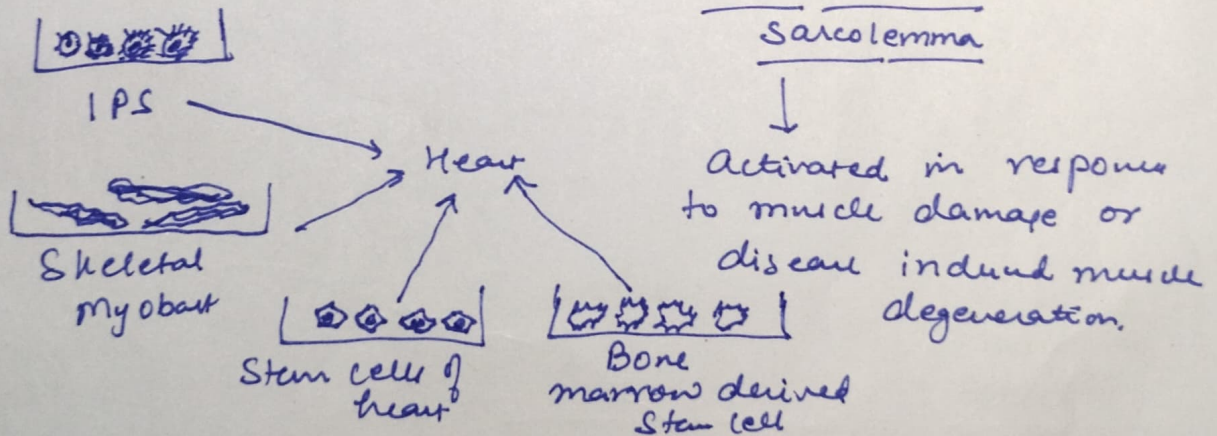 Sarcolemma
IPS
Heart
Activated in response
to muscle damage or
disease induced muscle
degeneration.
Skeletal
myobast
Stem cells of
heart
Bone
marrow derived
Stem cell